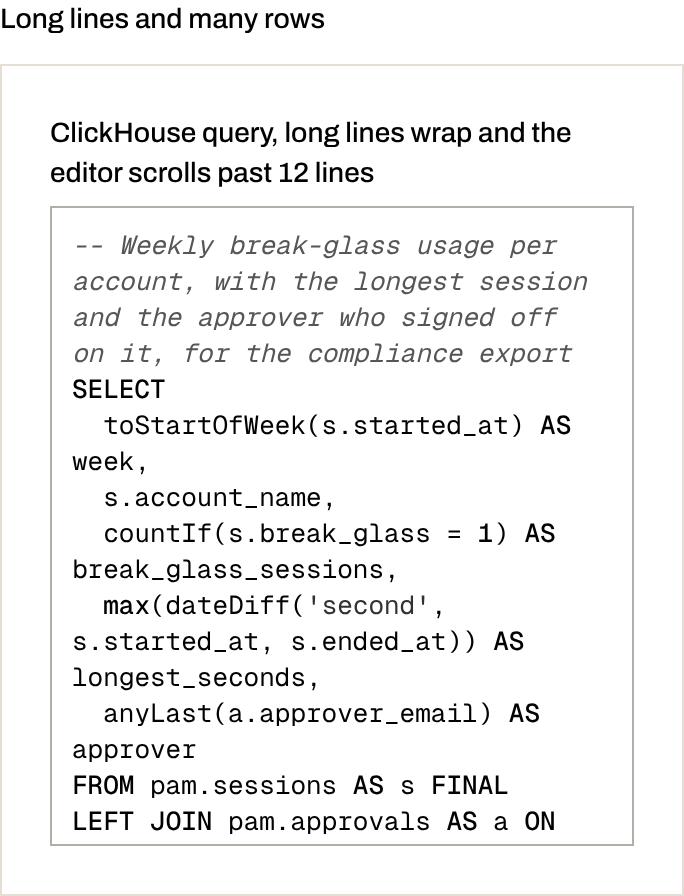 Long lines and many rows
ClickHouse query, long lines wrap and the
editor scrolls past 12 lines
-- Weekly break-glass usage per
account, with the longest session
and the approver who signed off
on it, for the compliance export
SELECT
  toStartOfWeek(s.started_at) AS
week,
  s.account_name,
  countIf(s.break_glass = 1) AS
break_glass_sessions,
  max(dateDiff('second',
s.started_at, s.ended_at)) AS
longest_seconds,
  anyLast(a.approver_email) AS
approver
FROM pam.sessions AS s FINAL
LEFT JOIN pam.approvals AS a ON